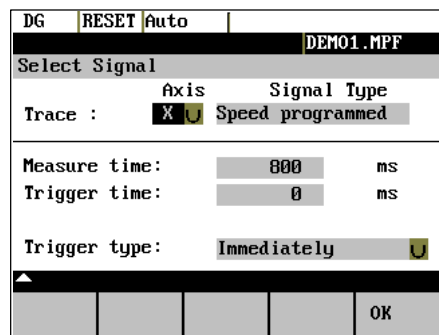 DG RESET Auto
DEMO1.MPF
Select Signal
Axis Signal Type
Trace : X U Speed programmed
Measure time: 800 ms
Trigger time: 0 ms
Trigger type: Immediately U
OK